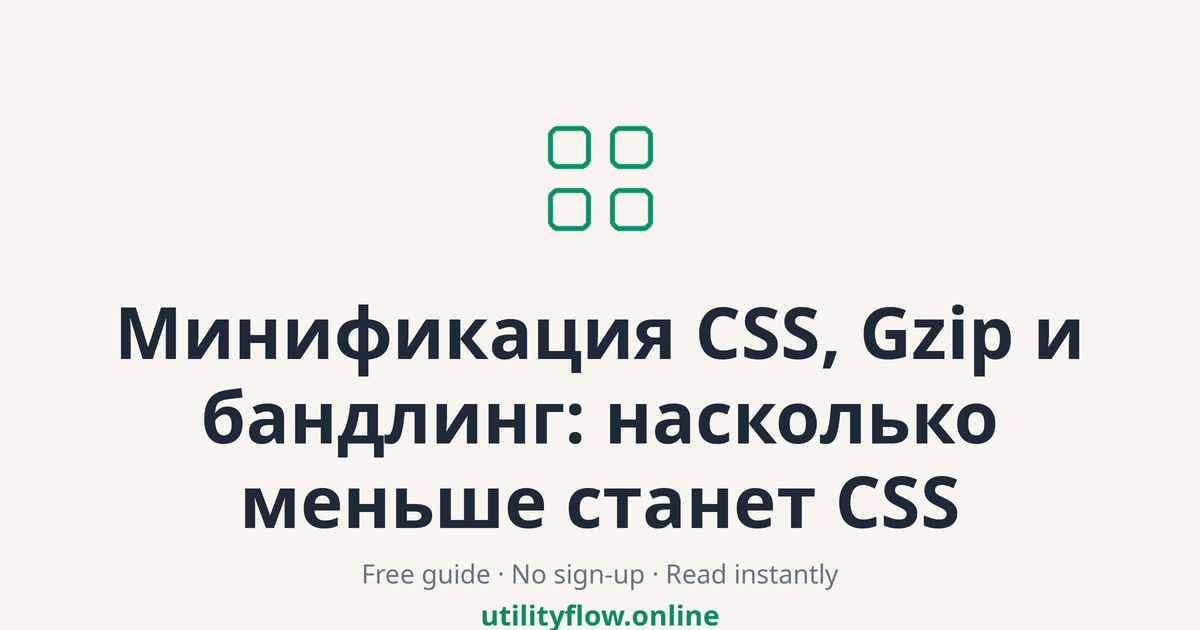 Минификация CSS, Gzip и
бандлинг: насколько
меньше станет CSS
Free guide · No sign-up · Read instantly
utilityflow.online